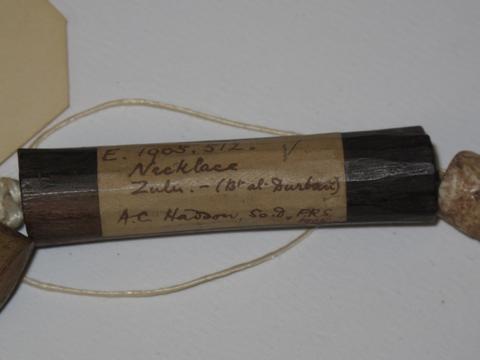 E. 1905. 512.
Necklace
Zulu. - (Bt at Durban)
A.C. Haddon, Sc.D., F.R.S.